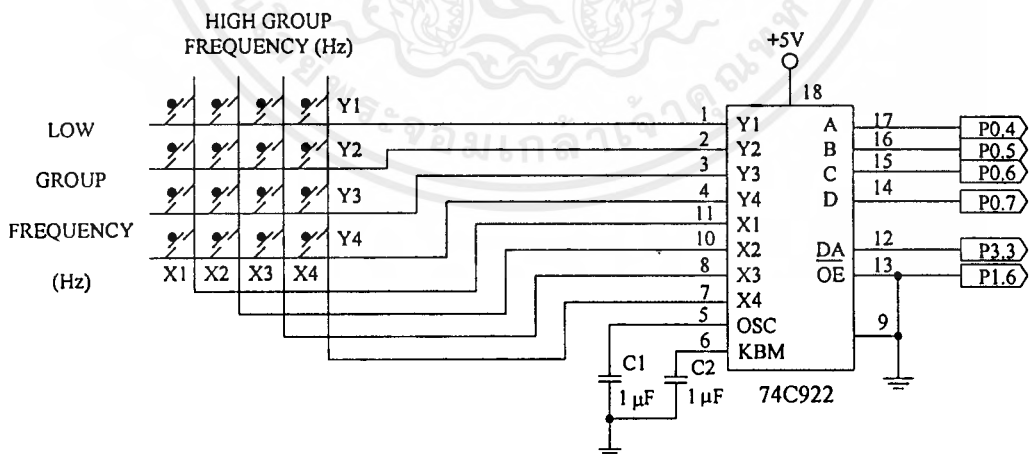 HIGH GROUP
FREQUENCY (Hz)
LOW
GROUP
FREQUENCY
(Hz)
Y1
Y2
Y3
Y4
X1 X2 X3 X4
+5V
18
1 Y1
2 Y2
3 Y3
4 Y4
11 X1
10 X2
8 X3
7 X4
5 OSC
6 KBM
A 17 P0.4
B 16 P0.5
C 15 P0.6
D 14 P0.7
DA 12 P3.3
OE 13 P1.6
9
C1
1 μF
C2
1 μF
74C922